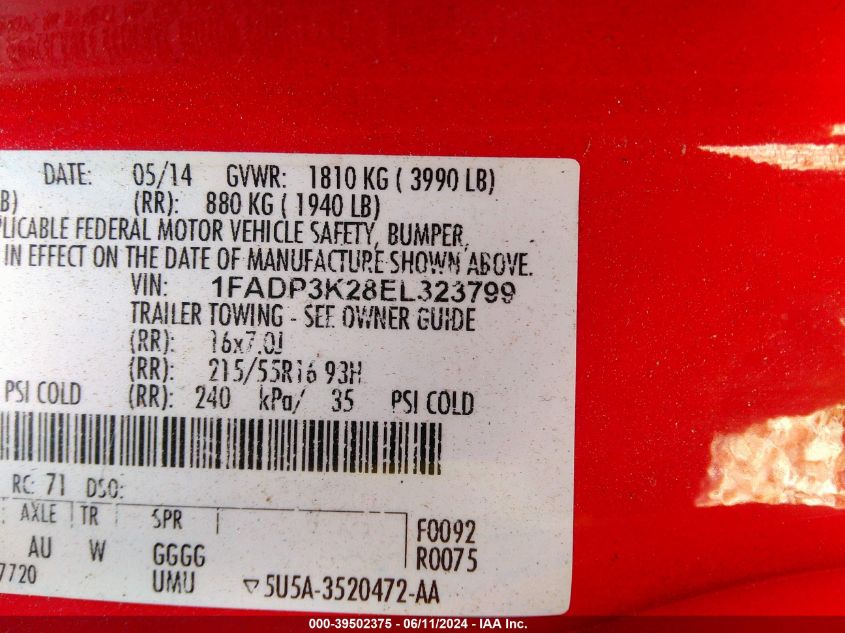 DATE: 05/14 GVWR: 1810 KG ( 3990 LB)
B) (RR): 880 KG ( 1940 LB)
PLICABLE FEDERAL MOTOR VEHICLE SAFETY, BUMPER,
IN EFFECT ON THE DATE OF MANUFACTURE SHOWN ABOVE.
VIN: 1FADP3K28EL323799
TRAILER TOWING - SEE OWNER GUIDE
(RR): 16x7.0J
(RR): 215/55R16 93H
PSI COLD (RR): 240 kPa/ 35 PSI COLD
RC: 71 DSO:
AXLE TR SPR
F0092
AU W GGGG R0075
7720 UMU 5U5A-3520472-AA
000-39502375 - 06/11/2024 - IAA Inc.